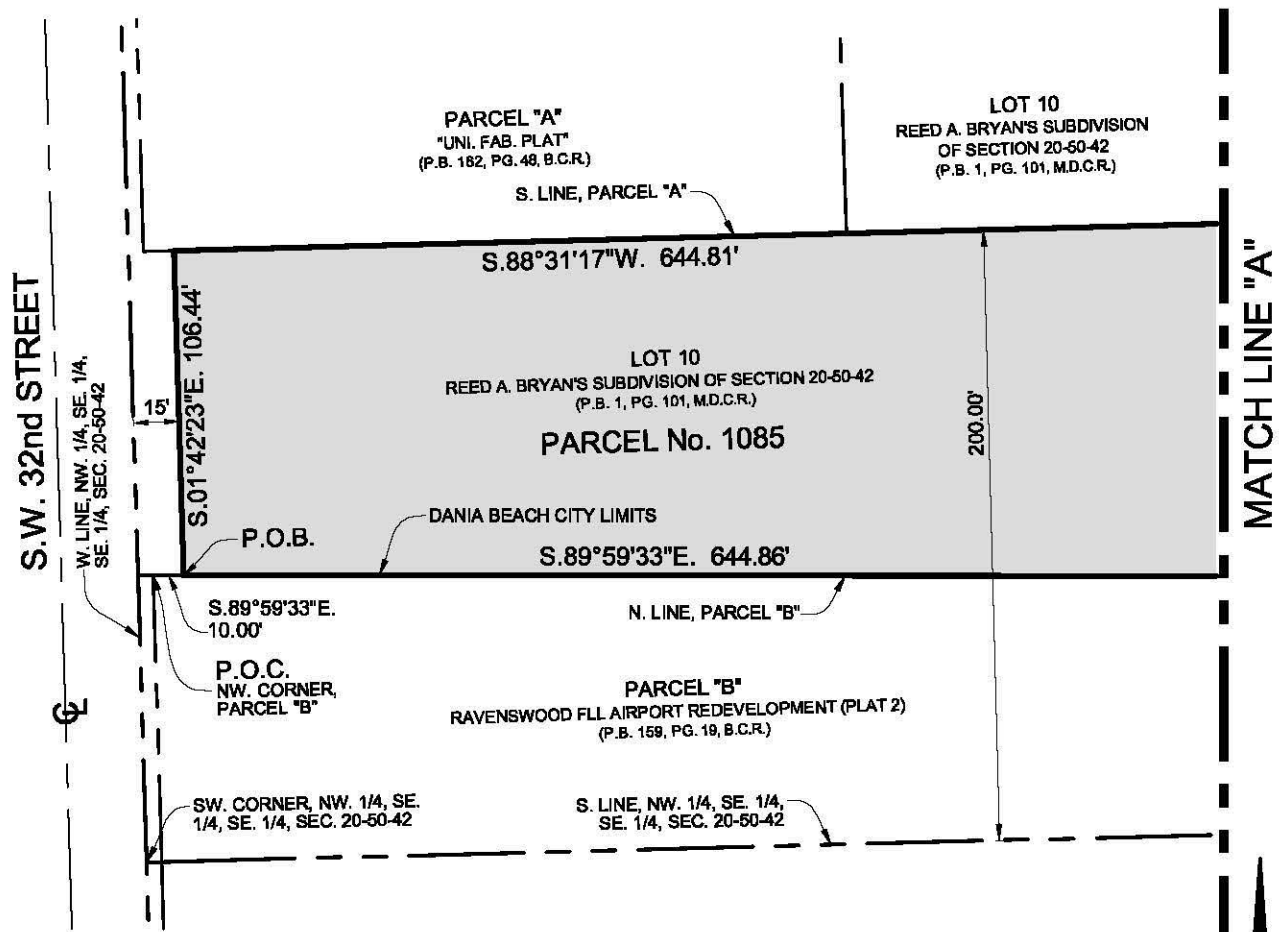 PARCEL "A"
"UNI. FAB. PLAT"
(P.B. 162, PG. 48, B.C.R.)
S. LINE, PARCEL "A"
LOT 10
REED A. BRYAN'S SUBDIVISION
OF SECTION 20-50-42
(P.B. 1, PG. 101, M.D.C.R.)
S.88°31'17"W. 644.81'
S.W. 32nd STREET
W. LINE, NW. 1/4, SE. 1/4,
SE. 1/4, SEC. 20-50-42
15'
S.01°42'23"E. 106.44'
LOT 10
REED A. BRYAN'S SUBDIVISION OF SECTION 20-50-42
(P.B. 1, PG. 101, M.D.C.R.)
PARCEL No. 1085
200.00'
MATCH LINE "A"
DANIA BEACH CITY LIMITS
P.O.B.
S.89°59'33"E. 644.86'
S.89°59'33"E.
10.00'
N. LINE, PARCEL "B"
P.O.C.
NW. CORNER,
PARCEL "B"
PARCEL "B"
RAVENSWOOD FLL AIRPORT REDEVELOPMENT (PLAT 2)
(P.B. 159, PG. 19, B.C.R.)
CL
SW. CORNER, NW. 1/4, SE.
1/4, SE. 1/4, SEC. 20-50-42
S. LINE, NW. 1/4, SE. 1/4,
SE. 1/4, SEC. 20-50-42